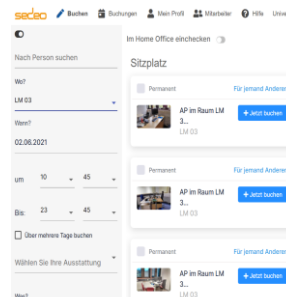 sedeo Buchen Buchungen Mein Profil Mitarbeiter Hilfe Unive
Im Home Office einchecken
Nach Person suchen
Sitzplatz
Wo?
LM 03
Wann?
02.06.2021
um 10 45
Bis: 23 45
Über mehrere Tage buchen
Wählen Sie Ihre Ausstattung
Was?
Permanent Für jemand Anderen
AP im Raum LM
3...
LM 03
+ Jetzt buchen
Permanent Für jemand Anderen
AP im Raum LM
3...
LM 03
+ Jetzt buchen
Permanent Für jemand Anderen
AP im Raum LM
3...
LM 03
+ Jetzt buchen